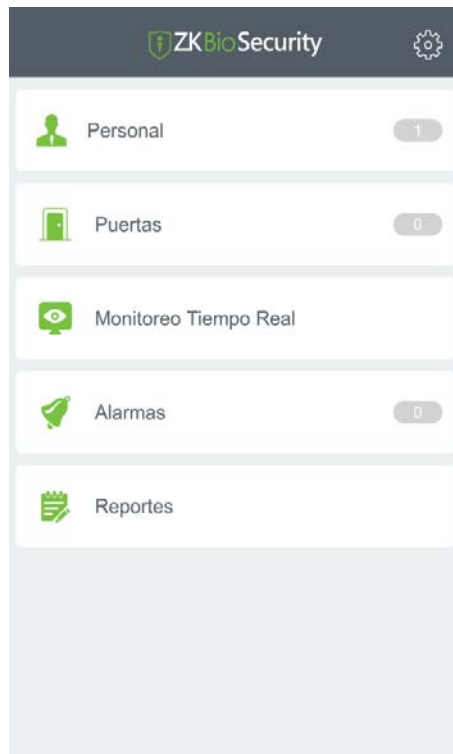 ZKBioSecurity
Personal 1
Puertas 0
Monitoreo Tiempo Real
Alarmas 0
Reportes